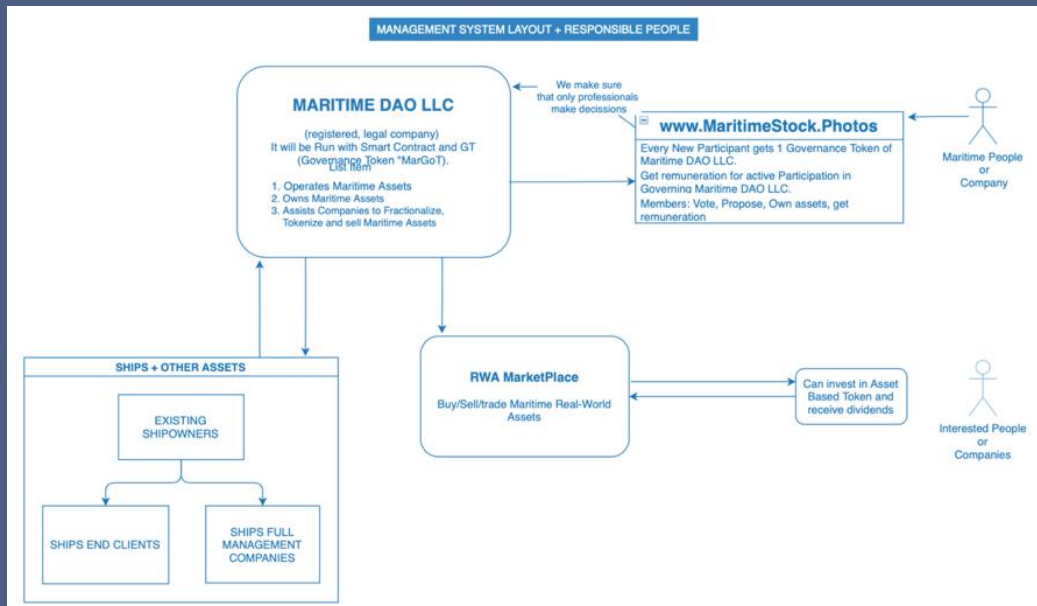 MANAGEMENT SYSTEM LAYOUT + RESPONSIBLE PEOPLE
MARITIME DAO LLC
(registered, legal company)
It will be Run with Smart Contract and GT
(Governance Token "MarGoT).
List Item
1. Operates Maritime Assets
2. Owns Maritime Assets
3. Assists Companies to Fractionalize,
Tokenize and sell Maritime Assets
We make sure
that only professionals
make decissions
www.MaritimeStock.Photos
Every New Participant gets 1 Governance Token of
Maritime DAO LLC.
Get remuneration for active Participation in
Governing Maritime DAO LLC.
Members: Vote, Propose, Own assets, get
remuneration
Maritime People
or
Company
SHIPS + OTHER ASSETS
EXISTING
SHIPOWNERS
SHIPS END CLIENTS
SHIPS FULL
MANAGEMENT
COMPANIES
RWA MarketPlace
Buy/Sell/trade Maritime Real-World
Assets
Can invest in Asset
Based Token and
receive dividends
Interested People
or
Companies